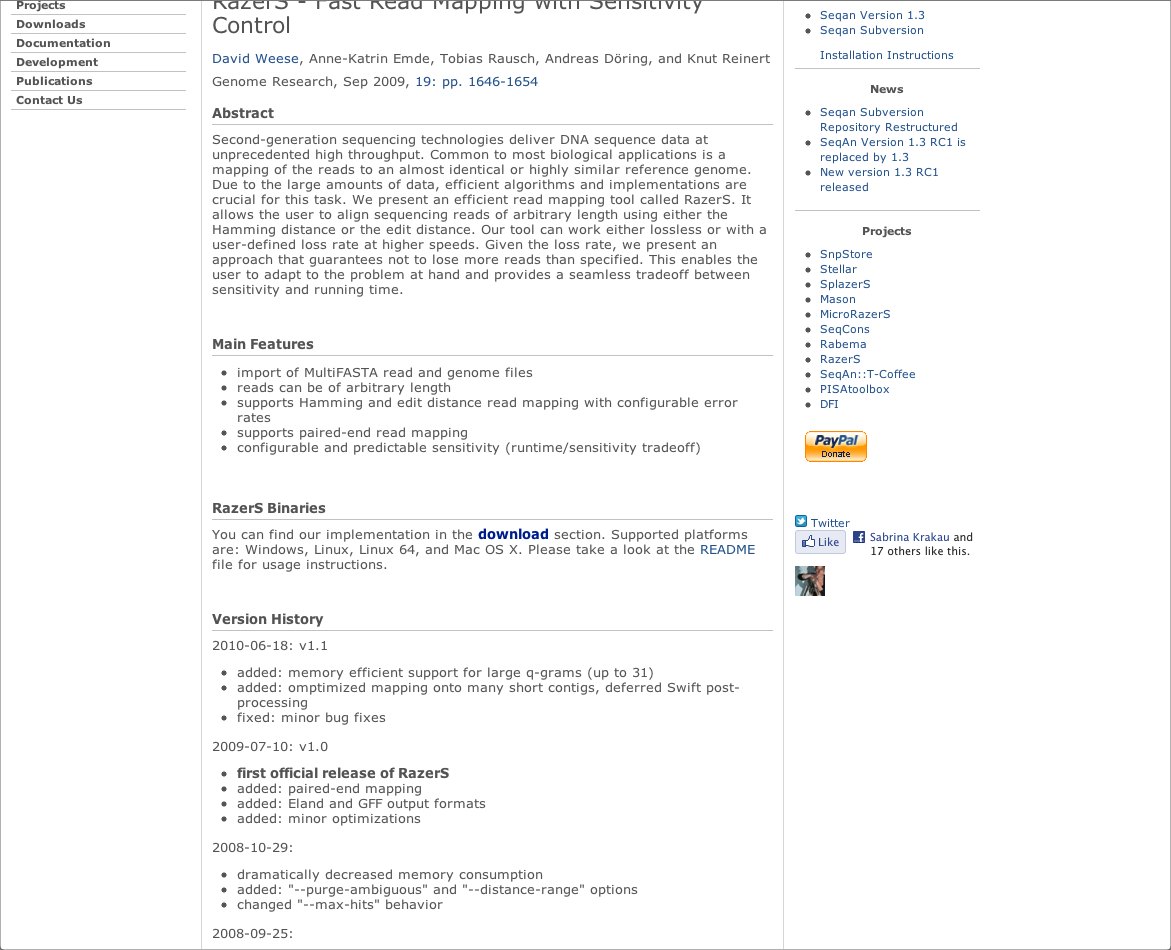 Projects
Downloads
Documentation
Development
Publications
Contact Us
RazerS - Fast Read Mapping with Sensitivity
Control
David Weese, Anne-Katrin Emde, Tobias Rausch, Andreas Döring, and Knut Reinert
Genome Research, Sep 2009, 19: pp. 1646-1654
Abstract
Second-generation sequencing technologies deliver DNA sequence data at
unprecedented high throughput. Common to most biological applications is a
mapping of the reads to an almost identical or highly similar reference genome.
Due to the large amounts of data, efficient algorithms and implementations are
crucial for this task. We present an efficient read mapping tool called RazerS. It
allows the user to align sequencing reads of arbitrary length using either the
Hamming distance or the edit distance. Our tool can work either lossless or with a
user-defined loss rate at higher speeds. Given the loss rate, we present an
approach that guarantees not to lose more reads than specified. This enables the
user to adapt to the problem at hand and provides a seamless tradeoff between
sensitivity and running time.
Main Features
• import of MultiFASTA read and genome files
• reads can be of arbitrary length
• supports Hamming and edit distance read mapping with configurable error
rates
• supports paired-end read mapping
• configurable and predictable sensitivity (runtime/sensitivity tradeoff)
RazerS Binaries
You can find our implementation in the download section. Supported platforms
are: Windows, Linux, Linux 64, and Mac OS X. Please take a look at the README
file for usage instructions.
Version History
2010-06-18: v1.1
• added: memory efficient support for large q-grams (up to 31)
• added: omptimized mapping onto many short contigs, deferred Swift post-
processing
• fixed: minor bug fixes
2009-07-10: v1.0
• first official release of RazerS
• added: paired-end mapping
• added: Eland and GFF output formats
• added: minor optimizations
2008-10-29:
• dramatically decreased memory consumption
• added: "--purge-ambiguous" and "--distance-range" options
• changed "--max-hits" behavior
2008-09-25:
• Seqan Version 1.3
• Seqan Subversion
Installation Instructions
News
• Seqan Subversion
Repository Restructured
• SeqAn Version 1.3 RC1 is
replaced by 1.3
• New version 1.3 RC1
released
Projects
• SnpStore
• Stellar
• SplazerS
• Mason
• MicroRazerS
• SeqCons
• Rabema
• RazerS
• SeqAn::T-Coffee
• PISAtoolbox
• DFI
PayPal
Donate
Twitter
Like
Sabrina Krakau and
17 others like this.